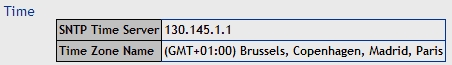 Time
SNTP Time Server 130.145.1.1
Time Zone Name (GMT+01:00) Brussels, Copenhagen, Madrid, Paris